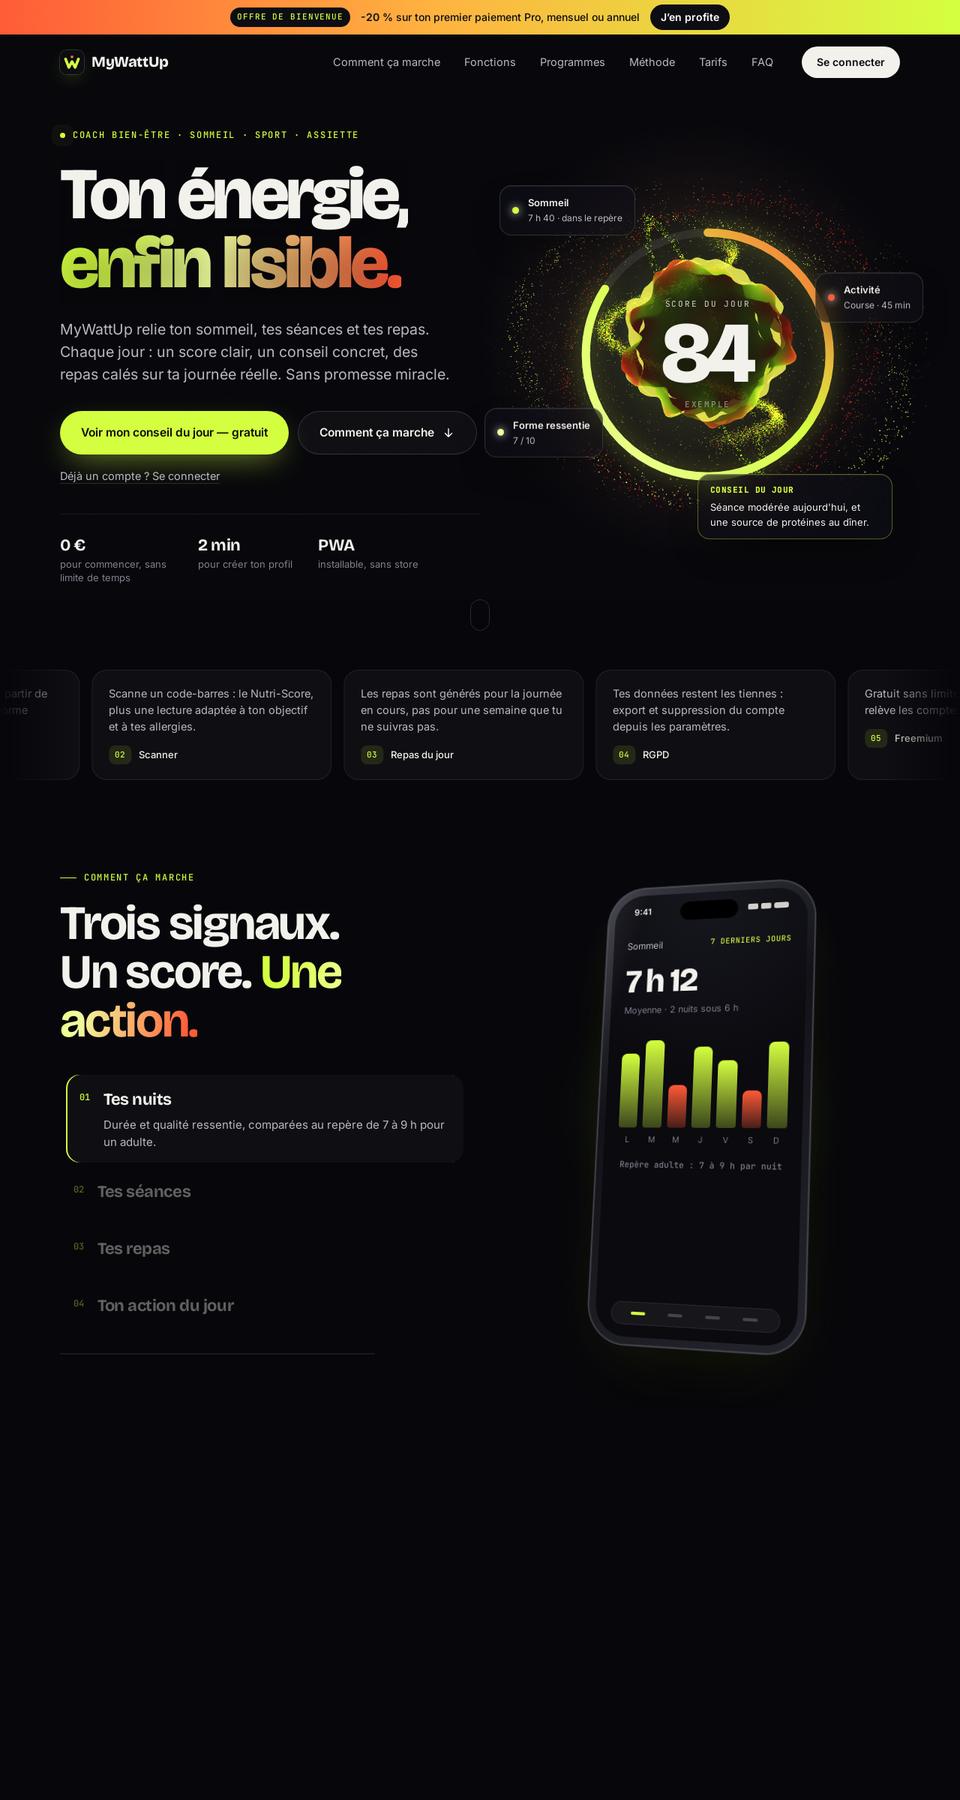 OFFRE DE BIENVENUE -20 % sur ton premier paiement Pro, mensuel ou annuel J'en profite
MyWattUp Comment ça marche Fonctions Programmes Méthode Tarifs FAQ Se connecter
COACH BIEN-ÊTRE · SOMMEIL · SPORT · ASSIETTE
Ton énergie,
enfin lisible.
MyWattUp relie ton sommeil, tes séances et tes repas.
Chaque jour : un score clair, un conseil concret, des
repas calés sur ta journée réelle. Sans promesse miracle.
Voir mon conseil du jour — gratuit
Comment ça marche ↓
Déjà un compte ? Se connecter
0 €
pour commencer, sans
limite de temps
2 min
pour créer ton profil
PWA
installable, sans store
Sommeil
7 h 40 · dans le repère
Activité
Course · 45 min
SCORE DU JOUR
84
EXEMPLE
Forme ressentie
7 / 10
CONSEIL DU JOUR
Séance modérée aujourd'hui, et
une source de protéines au dîner.
partir de
Scanne un code-barres : le Nutri-Score,
plus une lecture adaptée à ton objectif
et à tes allergies.
02 Scanner
Les repas sont générés pour la journée
en cours, pas pour une semaine que tu
ne suivras pas.
03 Repas du jour
Tes données restent les tiennes :
export et suppression du compte
depuis les paramètres.
04 RGPD
Gratuit sans limite
relève les compte
05 Freemium
COMMENT ÇA MARCHE
Trois signaux.
Un score. Une
action.
01 Tes nuits
Durée et qualité ressentie, comparées au repère de 7 à 9 h pour
un adulte.
02 Tes séances
03 Tes repas
04 Ton action du jour
9:41
Sommeil 7 DERNIERS JOURS
7 h 12
Moyenne · 2 nuits sous 6 h
L M M J V S D
Repère adulte : 7 à 9 h par nuit